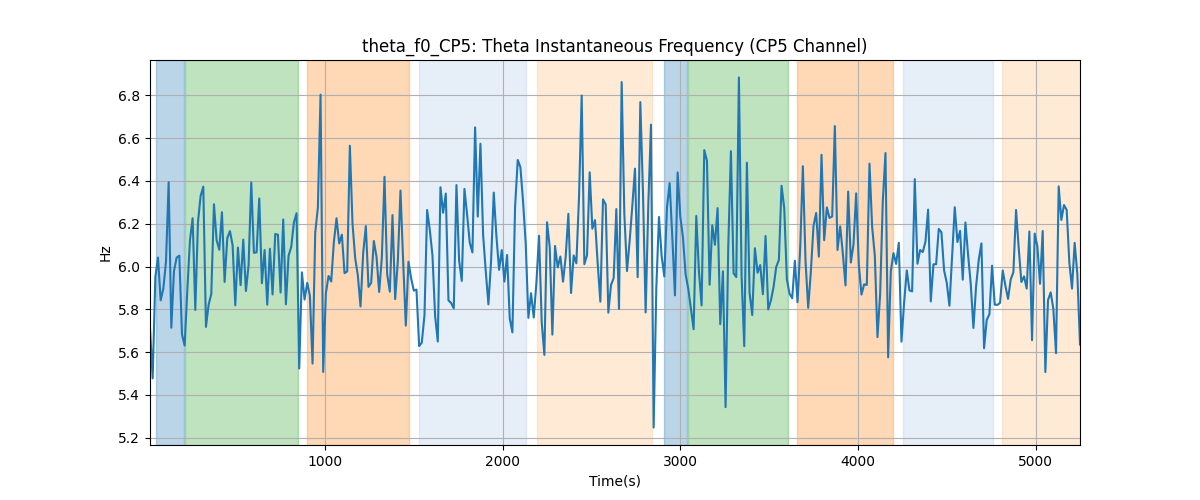 theta_f0_CP5: Theta Instantaneous Frequency (CP5 Channel)
6.8
6.6
6.4
6.2
6.0
5.8
5.6
5.4
5.2
Hz
1000 2000 3000 4000 5000
Time(s)